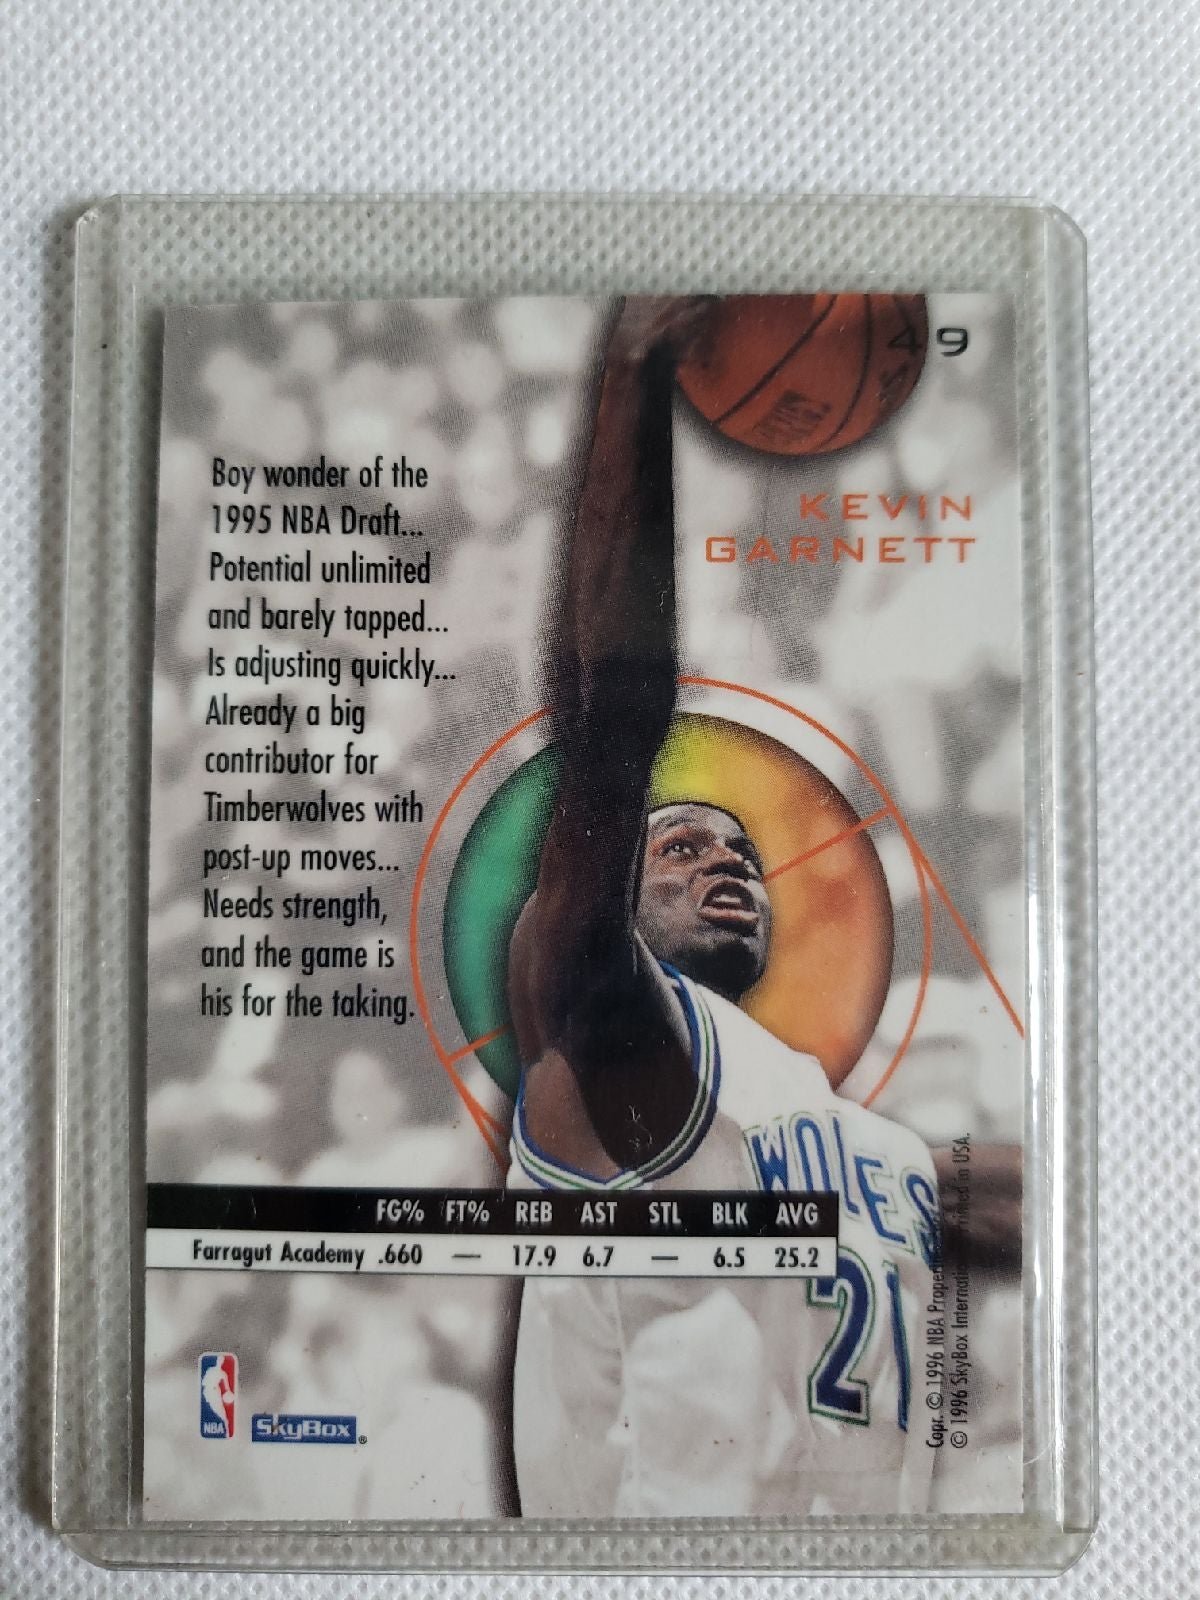 49
KEVIN
GARNETT
Boy wonder of the
1995 NBA Draft...
Potential unlimited
and barely tapped...
Is adjusting quickly...
Already a big
contributor for
Timberwolves with
post-up moves...
Needs strength,
and the game is
his for the taking.
WOLVES
21
FG% FT% REB AST STL BLK AVG
Farragut Academy .660 — 17.9 6.7 — 6.5 25.2
NBA
SkyBox®
Copr. © 1996 NBA
© 1996 SkyBox Printed in USA.